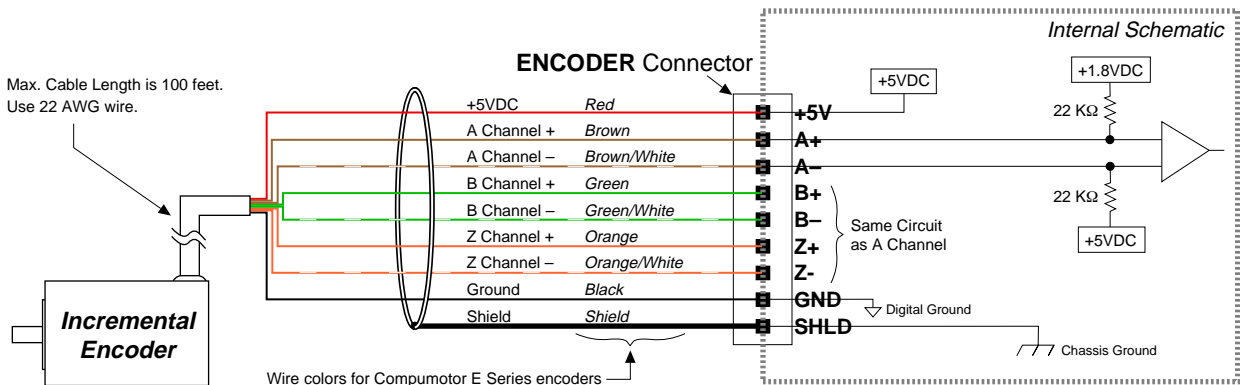 Internal Schematic
ENCODER Connector
Max. Cable Length is 100 feet.
Use 22 AWG wire.
+5VDC
+1.8VDC
22 KΩ
+5VDC Red +5V
A Channel + Brown A+
A Channel – Brown/White A–
B Channel + Green B+
B Channel – Green/White B–
Z Channel + Orange Z+
Z Channel – Orange/White Z-
Ground Black GND
Shield Shield SHLD
22 KΩ
+5VDC
Same Circuit
as A Channel
Digital Ground
Chassis Ground
Incremental
Encoder
Wire colors for Compumotor E Series encoders